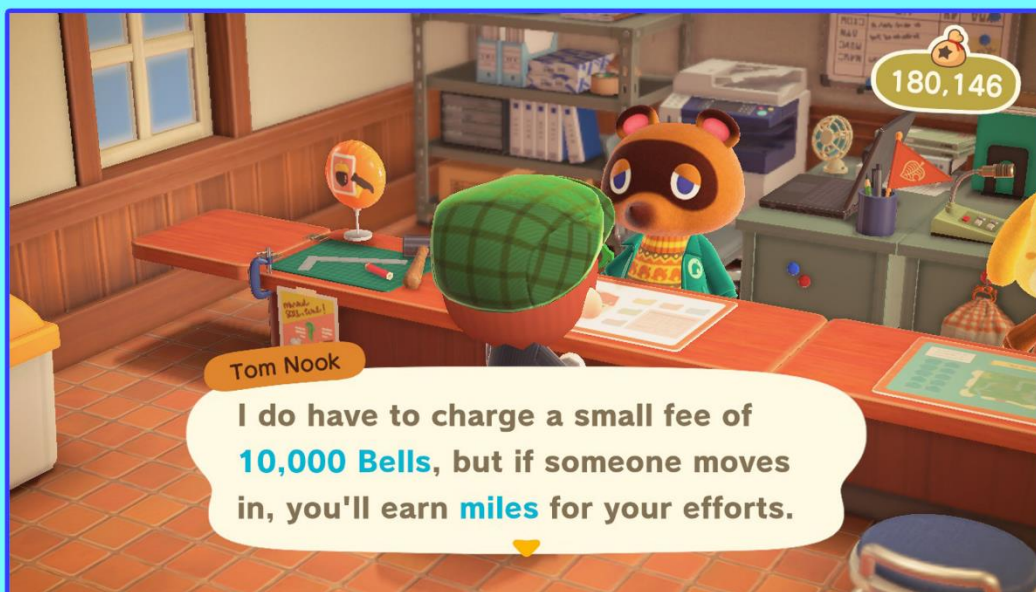 180,146
Tom Nook
I do have to charge a small fee of
10,000 Bells, but if someone moves
in, you'll earn miles for your efforts.